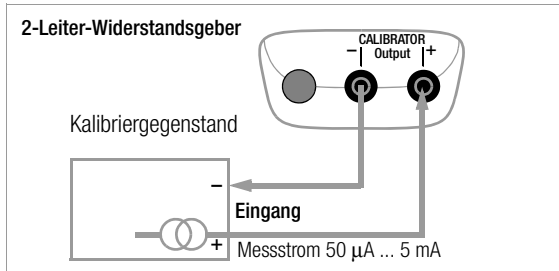 2-Leiter-Widerstandsgeber
CALIBRATOR
– Output +
Kalibriergegenstand
–
Eingang
+
Messstrom 50 µA ... 5 mA